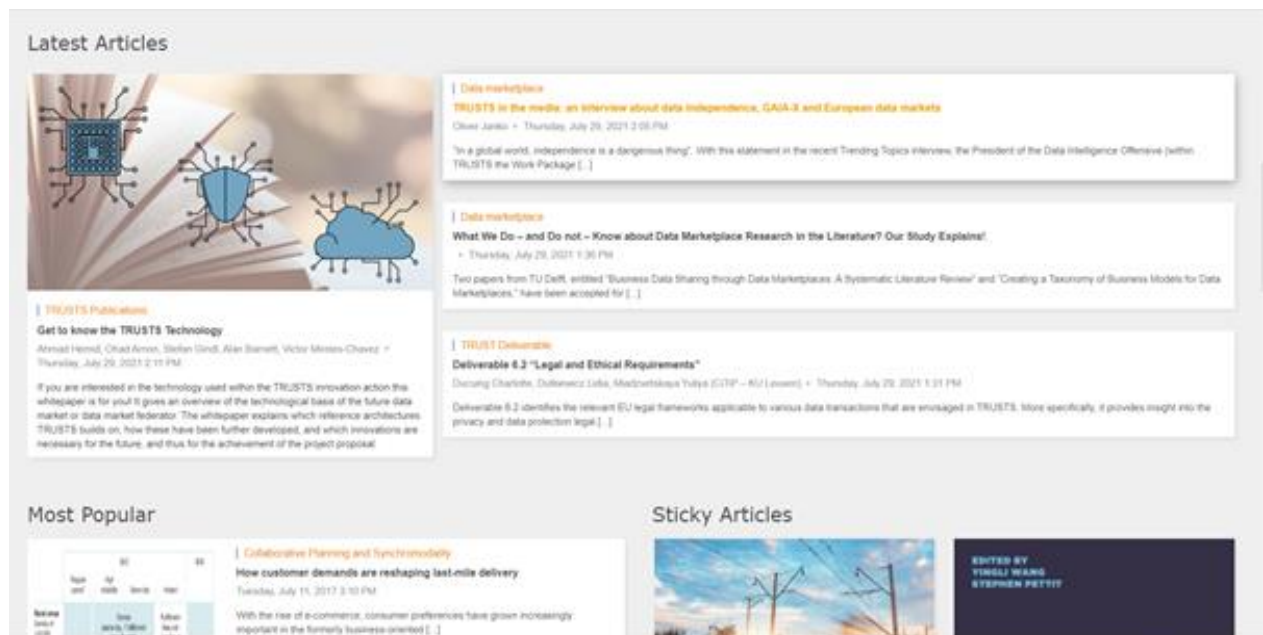 Latest Articles
TRUSTS Publications
Get to know the TRUSTS Technology
Ahmad Hemid, Ohad Arnon, Stefan Gindl, Alan Barnett, Victor Mireles-Chavez •
Thursday, July 29, 2021 2:11 PM
If you are interested in the technology used within the TRUSTS innovation action this
whitepaper is for you! It gives an overview of the technological basis of the future data
market or data market federator. The whitepaper explains which reference architectures
TRUSTS builds on, how these have been further developed, and which innovations are
necessary for the future, and thus for the achievement of the project proposal
Data marketplace
TRUSTS in the media: an interview about data independence, GAIA-X and European data markets
Oliver • Thursday, July 29, 2021 2:05 PM
"In a global world, independence is a dangerous thing". With this statement in the recent Trending Topics interview, the President of the Data Intelligence Offensive (within
TRUSTS the Work Package [...]
Data marketplace
What We Do – and Do not – Know about Data Marketplace Research in the Literature? Our Study Explains!
• Thursday, July 29, 2021 1:36 PM
Two papers from TU Delft, entitled "Business Data Sharing through Data Marketplaces: A Systematic Literature Review" and "Creating a Taxonomy of Business Models for Data
Marketplaces," have been accepted for [...]
TRUST Deliverable
Deliverable 6.2 "Legal and Ethical Requirements"
Ducuing Charlotte, Dutkiewicz Lidia, Miadzvetskaya Yuliya (CiTiP – KU Leuven) • Thursday, July 29, 2021 1:31 PM
Deliverable 6.2 identifies the relevant EU legal frameworks applicable to various data transactions that are envisaged in TRUSTS. More specifically, it provides insight into the
privacy and data protection legal [...]
Most Popular
Collaborative Planning and Synchromodality
How customer demands are reshaping last-mile delivery
Tuesday, July 11, 2017 3:10 PM
With the rise of e-commerce, consumer preferences have grown increasingly
important in the formerly business-oriented [...]
Sticky Articles
EDITED BY
YINGLI WANG
STEPHEN PETTIT